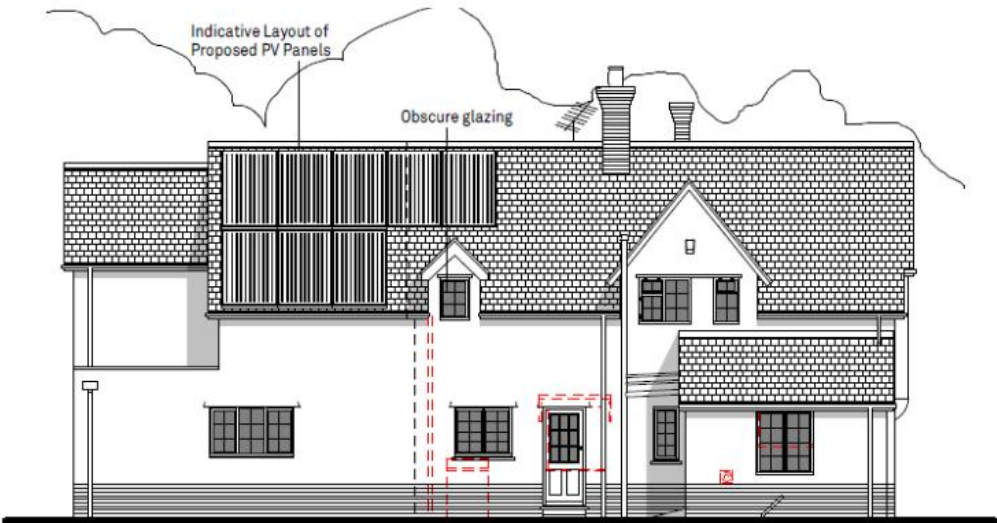 Indicative Layout of
Proposed PV Panels
Obscure glazing